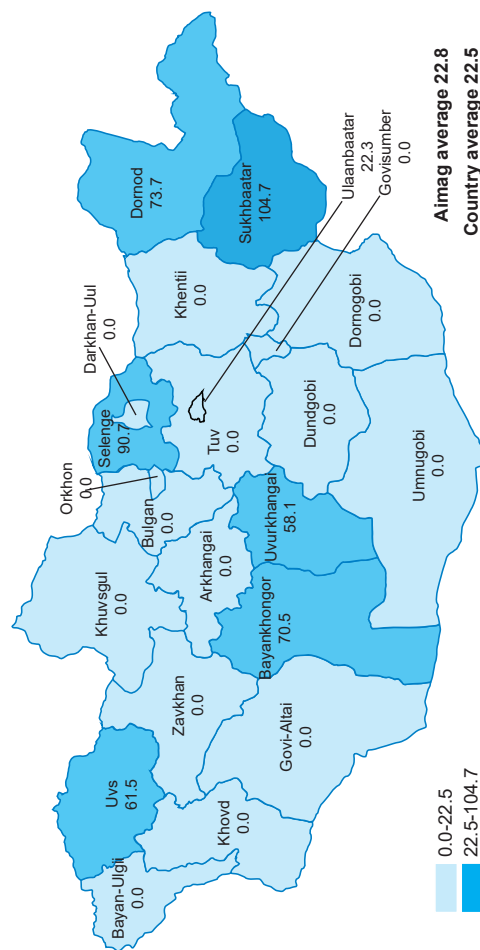 Uvs
61.5
Bayan-Ulgii
0.0
Khovd
0.0
Zavkhan
0.0
Govi-Altai
0.0
Khuvsgul
0.0
Arkhangai
0.0
Bayankhongor
70.5
Orkhon
0.0
Bulgan
0.0
Uvurkhangai
58.1
Darkhan-Uul
0.0
Selenge
90.7
Tuv
0.0
Dundgobi
0.0
Umnugobi
0.0
Khentii
0.0
Dornogobi
0.0
Dornod
73.7
Sukhbaatar
104.7
Ulaanbaatar
22.3
Govisumber
0.0
0.0-22.5
22.5-104.7
Aimag average 22.8
Country average 22.5